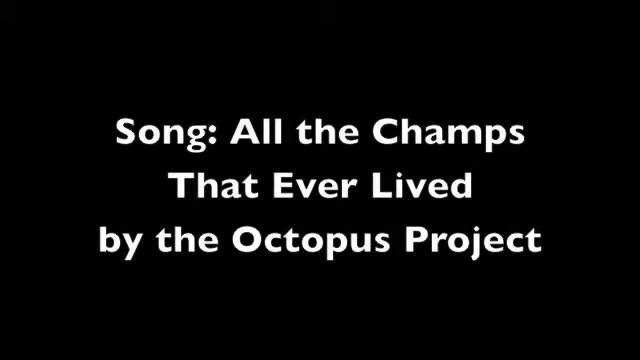 Song: All the Champs
That Ever Lived
by the Octopus Project